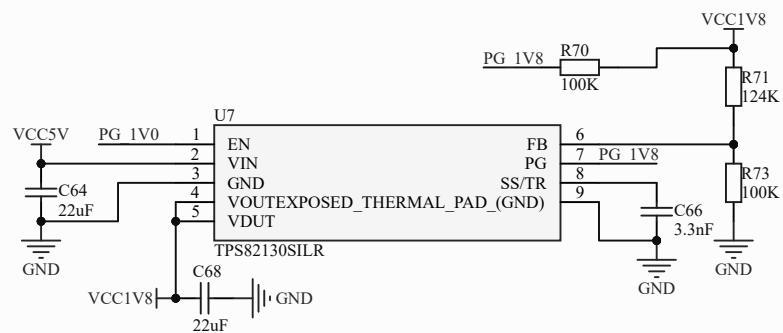 VCC1V8
PG_1V8
R70
100K
R71
124K
U7
VCC5V
PG_1V0
1
EN
FB
6
2
VIN
PG
7
PG_1V8
3
GND
SS/TR
8
4
VOUTEXPOSED_THERMAL_PAD_(GND)
9
5
VDUT
C64
22uF
R73
100K
C66
3.3nF
GND
TPS82130SILR
GND
GND
C68
VCC1V8
GND
22uF